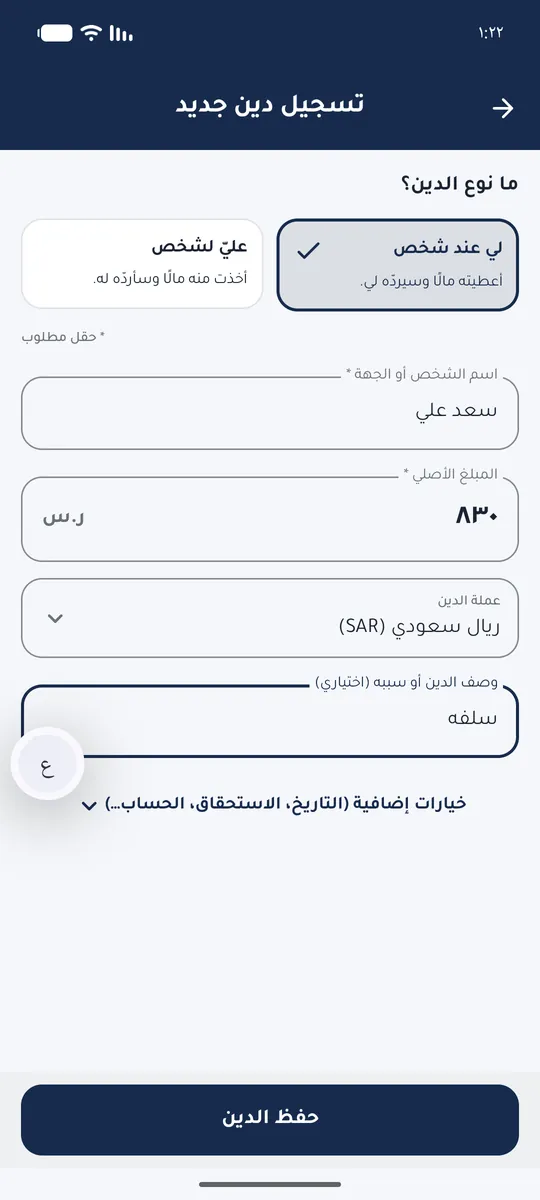 ١:٢٢
تسجيل دين جديد
ما نوع الدين؟
لي عند شخص
أعطيته مالًا وسيردّه لي.
عليّ لشخص
أخذت منه مالًا وسأردّه له.
* حقل مطلوب
اسم الشخص أو الجهة *
سعد علي
المبلغ الأصلي *
٨٣٠
ر.س
عملة الدين
ريال سعودي (SAR)
وصف الدين أو سببه (اختياري)
سلفه
ع
خيارات إضافية (التاريخ، الاستحقاق، الحساب...)
حفظ الدين